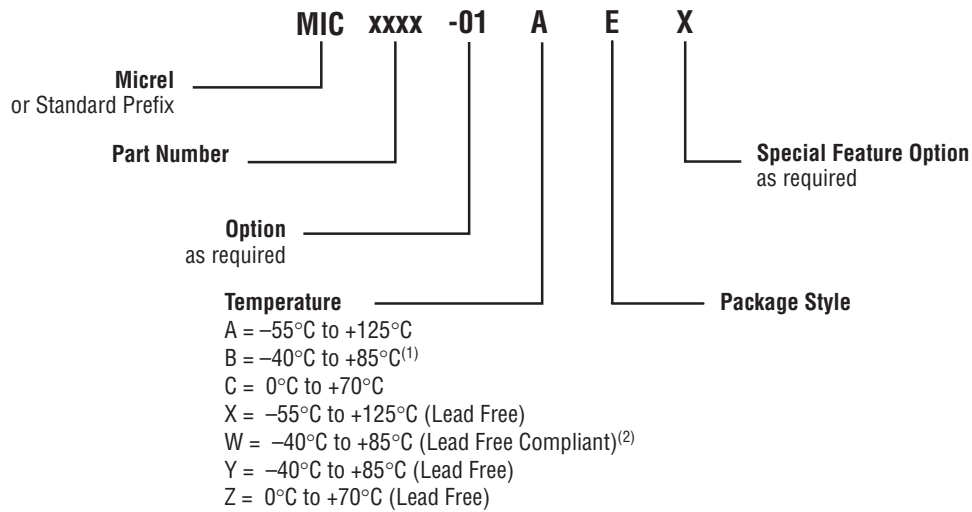 MIC xxxx -01 A E X
Micrel
or Standard Prefix
Part Number
Special Feature Option
as required
Option
as required
Temperature
Package Style
A = –55°C to +125°C
B = –40°C to +85°C(1)
C = 0°C to +70°C
X = –55°C to +125°C (Lead Free)
W = –40°C to +85°C (Lead Free Compliant)(2)
Y = –40°C to +85°C (Lead Free)
Z = 0°C to +70°C (Lead Free)